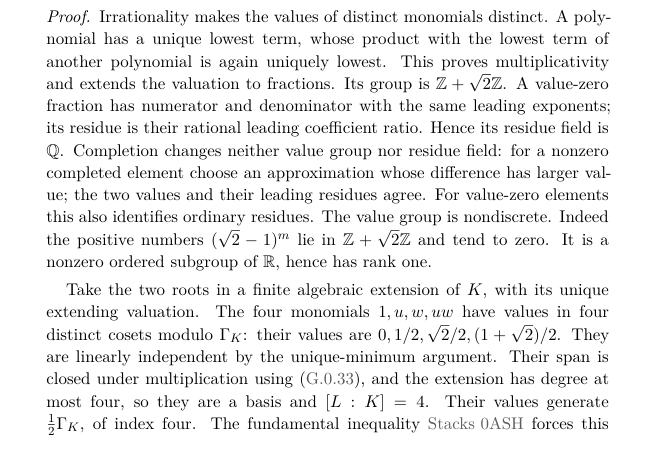 Proof. Irrationality makes the values of distinct monomials distinct. A poly-
nomial has a unique lowest term, whose product with the lowest term of
another polynomial is again uniquely lowest. This proves multiplicativity
and extends the valuation to fractions. Its group is ℤ + √2ℤ. A value-zero
fraction has numerator and denominator with the same leading exponents;
its residue is their rational leading coefficient ratio. Hence its residue field is
ℚ. Completion changes neither value group nor residue field: for a nonzero
completed element choose an approximation whose difference has larger val-
ue; the two values and their leading residues agree. For value-zero elements
this also identifies ordinary residues. The value group is nondiscrete. Indeed
the positive numbers (√2 − 1)^m lie in ℤ + √2ℤ and tend to zero. It is a
nonzero ordered subgroup of ℝ, hence has rank one.
Take the two roots in a finite algebraic extension of K, with its unique
extending valuation. The four monomials 1, u, w, uw have values in four
distinct cosets modulo Γ_K: their values are 0, 1/2, √2/2, (1 + √2)/2. They
are linearly independent by the unique-minimum argument. Their span is
closed under multiplication using (G.0.33), and the extension has degree at
most four, so they are a basis and [L : K] = 4. Their values generate
½Γ_K, of index four. The fundamental inequality Stacks 0ASH forces this